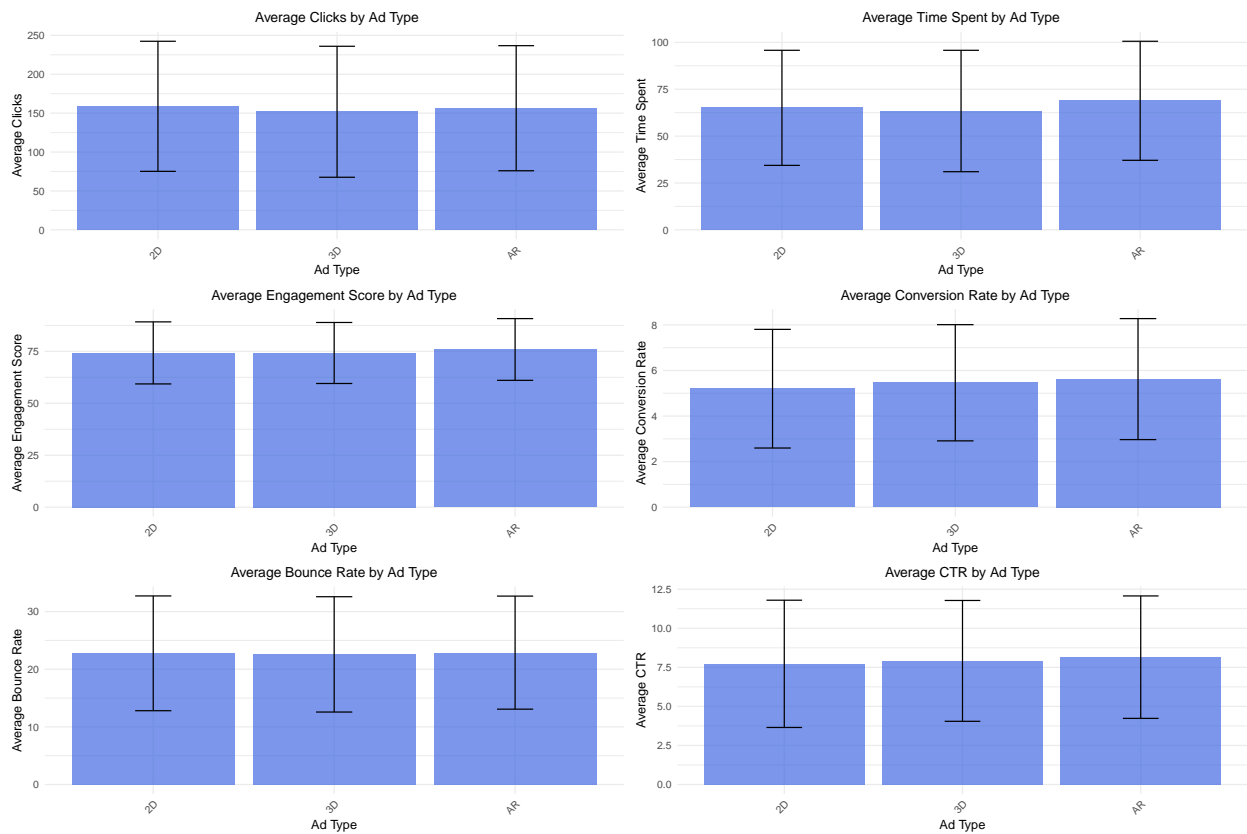 Average Clicks by Ad Type
Average Clicks
250
200
150
100
50
0
2D
3D
AR
Ad Type
Average Time Spent by Ad Type
Average Time Spent
100
75
50
25
0
2D
3D
AR
Ad Type
Average Engagement Score by Ad Type
Average Engagement Score
75
50
25
0
2D
3D
AR
Ad Type
Average Conversion Rate by Ad Type
Average Conversion Rate
8
6
4
2
0
2D
3D
AR
Ad Type
Average Bounce Rate by Ad Type
Average Bounce Rate
30
20
10
0
2D
3D
AR
Ad Type
Average CTR by Ad Type
Average CTR
12.5
10.0
7.5
5.0
2.5
0.0
2D
3D
AR
Ad Type